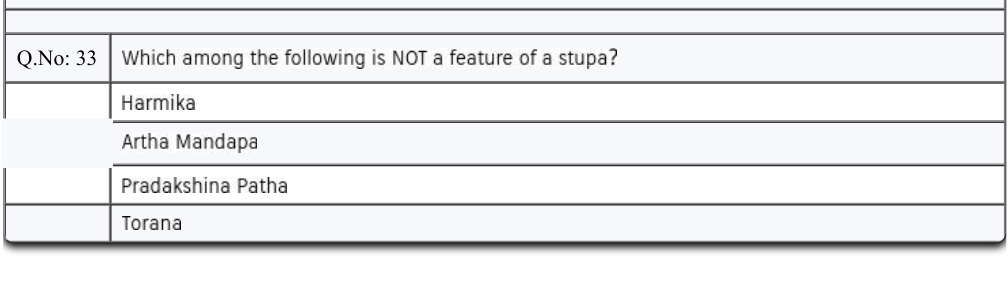 Q.No: 33 Which among the following is NOT a feature of a stupa?
Harmika
Artha Mandapa
Pradakshina Patha
Torana